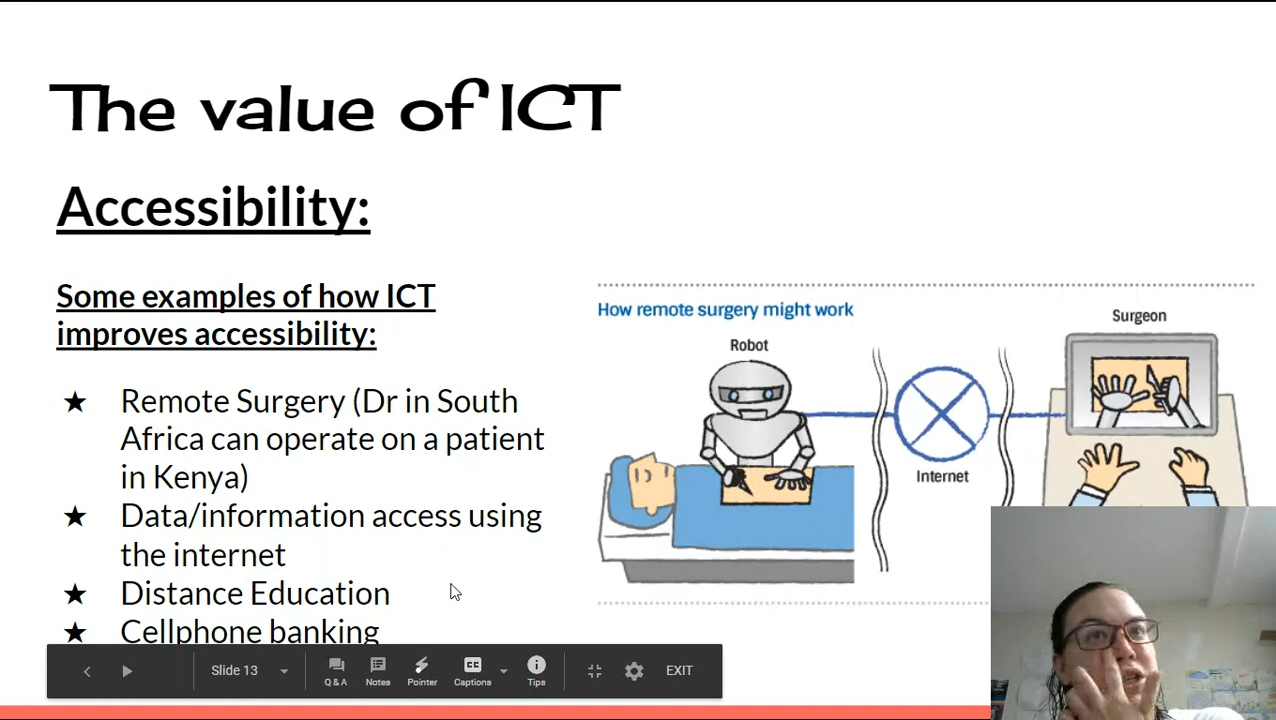 The value of ICT
Accessibility:
Some examples of how ICT
improves accessibility:
★ Remote Surgery (Dr in South
Africa can operate on a patient
in Kenya)
★ Data/information access using
the internet
★ Distance Education
★ Cellphone banking
How remote surgery might work
Robot
Internet
Surgeon
Slide 13
Q & A
Notes
Pointer
CC
Captions
Tips
EXIT